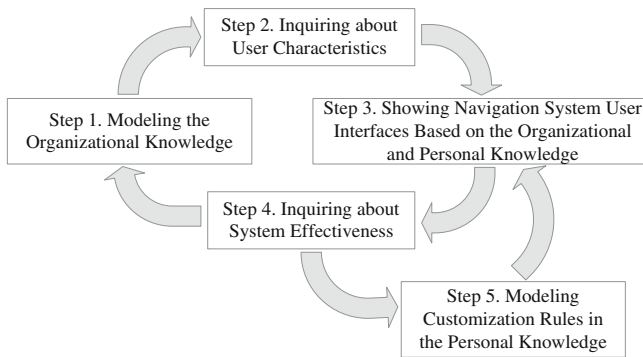 Step 2. Inquiring about
User Characteristics
Step 1. Modeling the
Organizational Knowledge
Step 3. Showing Navigation System User
Interfaces Based on the Organizational
and Personal Knowledge
Step 4. Inquiring about
System Effectiveness
Step 5. Modeling
Customization Rules in
the Personal Knowledge